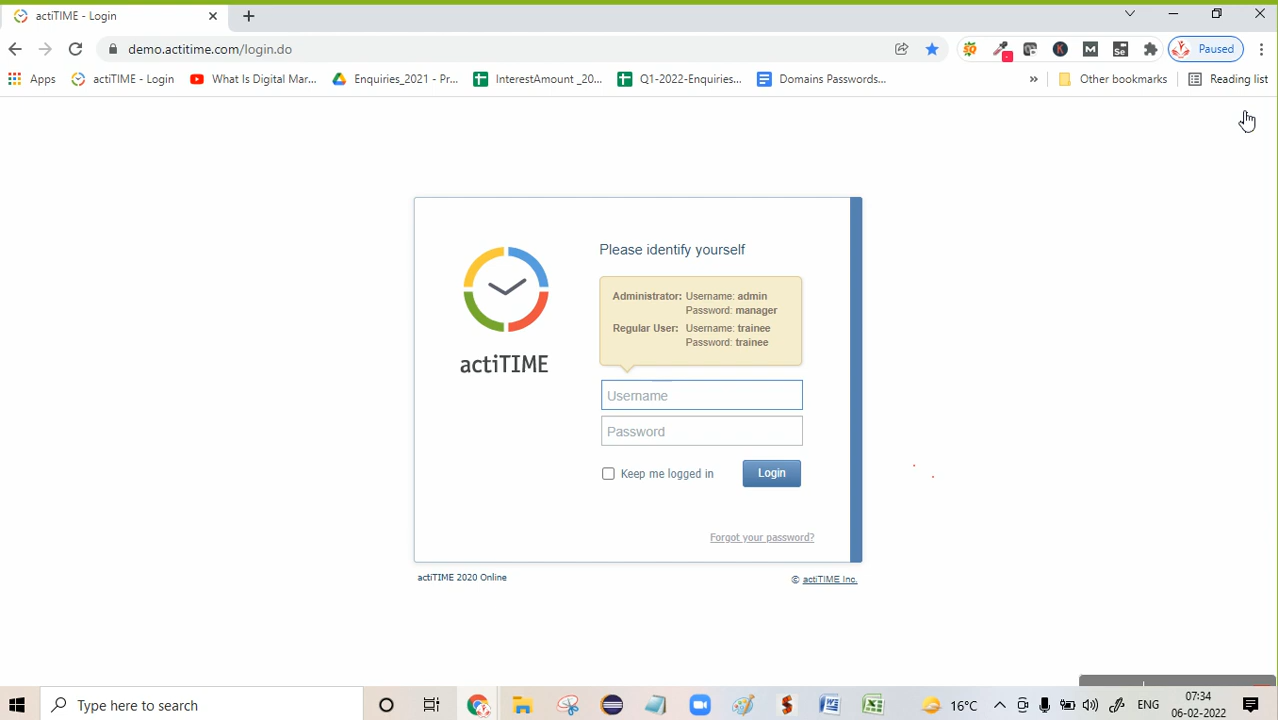 actiTIME - Login
demo.actitime.com/login.do
Paused
Apps
actiTIME - Login
What Is Digital Mar...
Enquiries_2021 - Pr...
InterestAmount _20...
Q1-2022-Enquiries...
Domains Passwords...
»
Other bookmarks
Reading list
Please identify yourself
Administrator: Username: admin
Password: manager
Regular User: Username: trainee
Password: trainee
actiTIME
Username
Password
Keep me logged in
Login
Forgot your password?
actiTIME 2020 Online
© actiTIME Inc.
Type here to search
16°C
ENG
07:34
06-02-2022